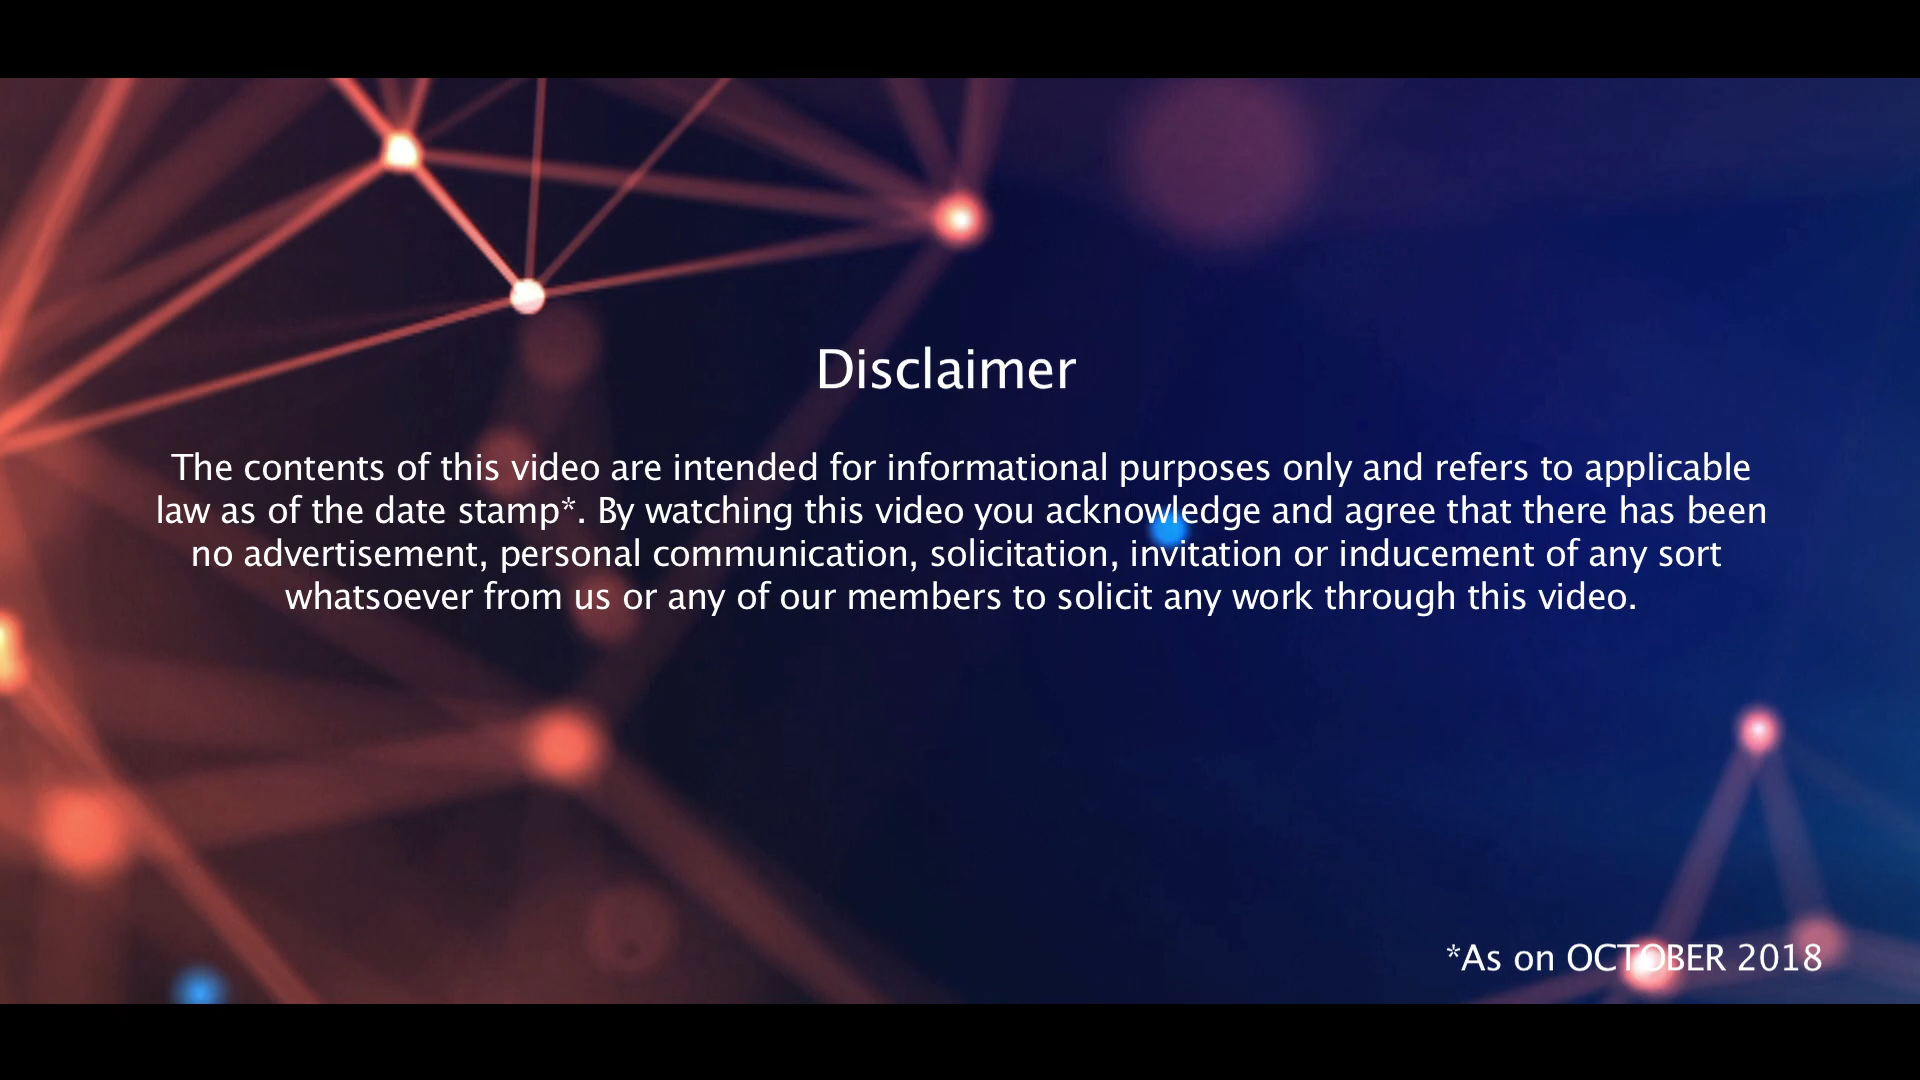 Disclaimer
The contents of this video are intended for informational purposes only and refers to applicable
law as of the date stamp*. By watching this video you acknowledge and agree that there has been
no advertisement, personal communication, solicitation, invitation or inducement of any sort
whatsoever from us or any of our members to solicit any work through this video.
*As on OCTOBER 2018